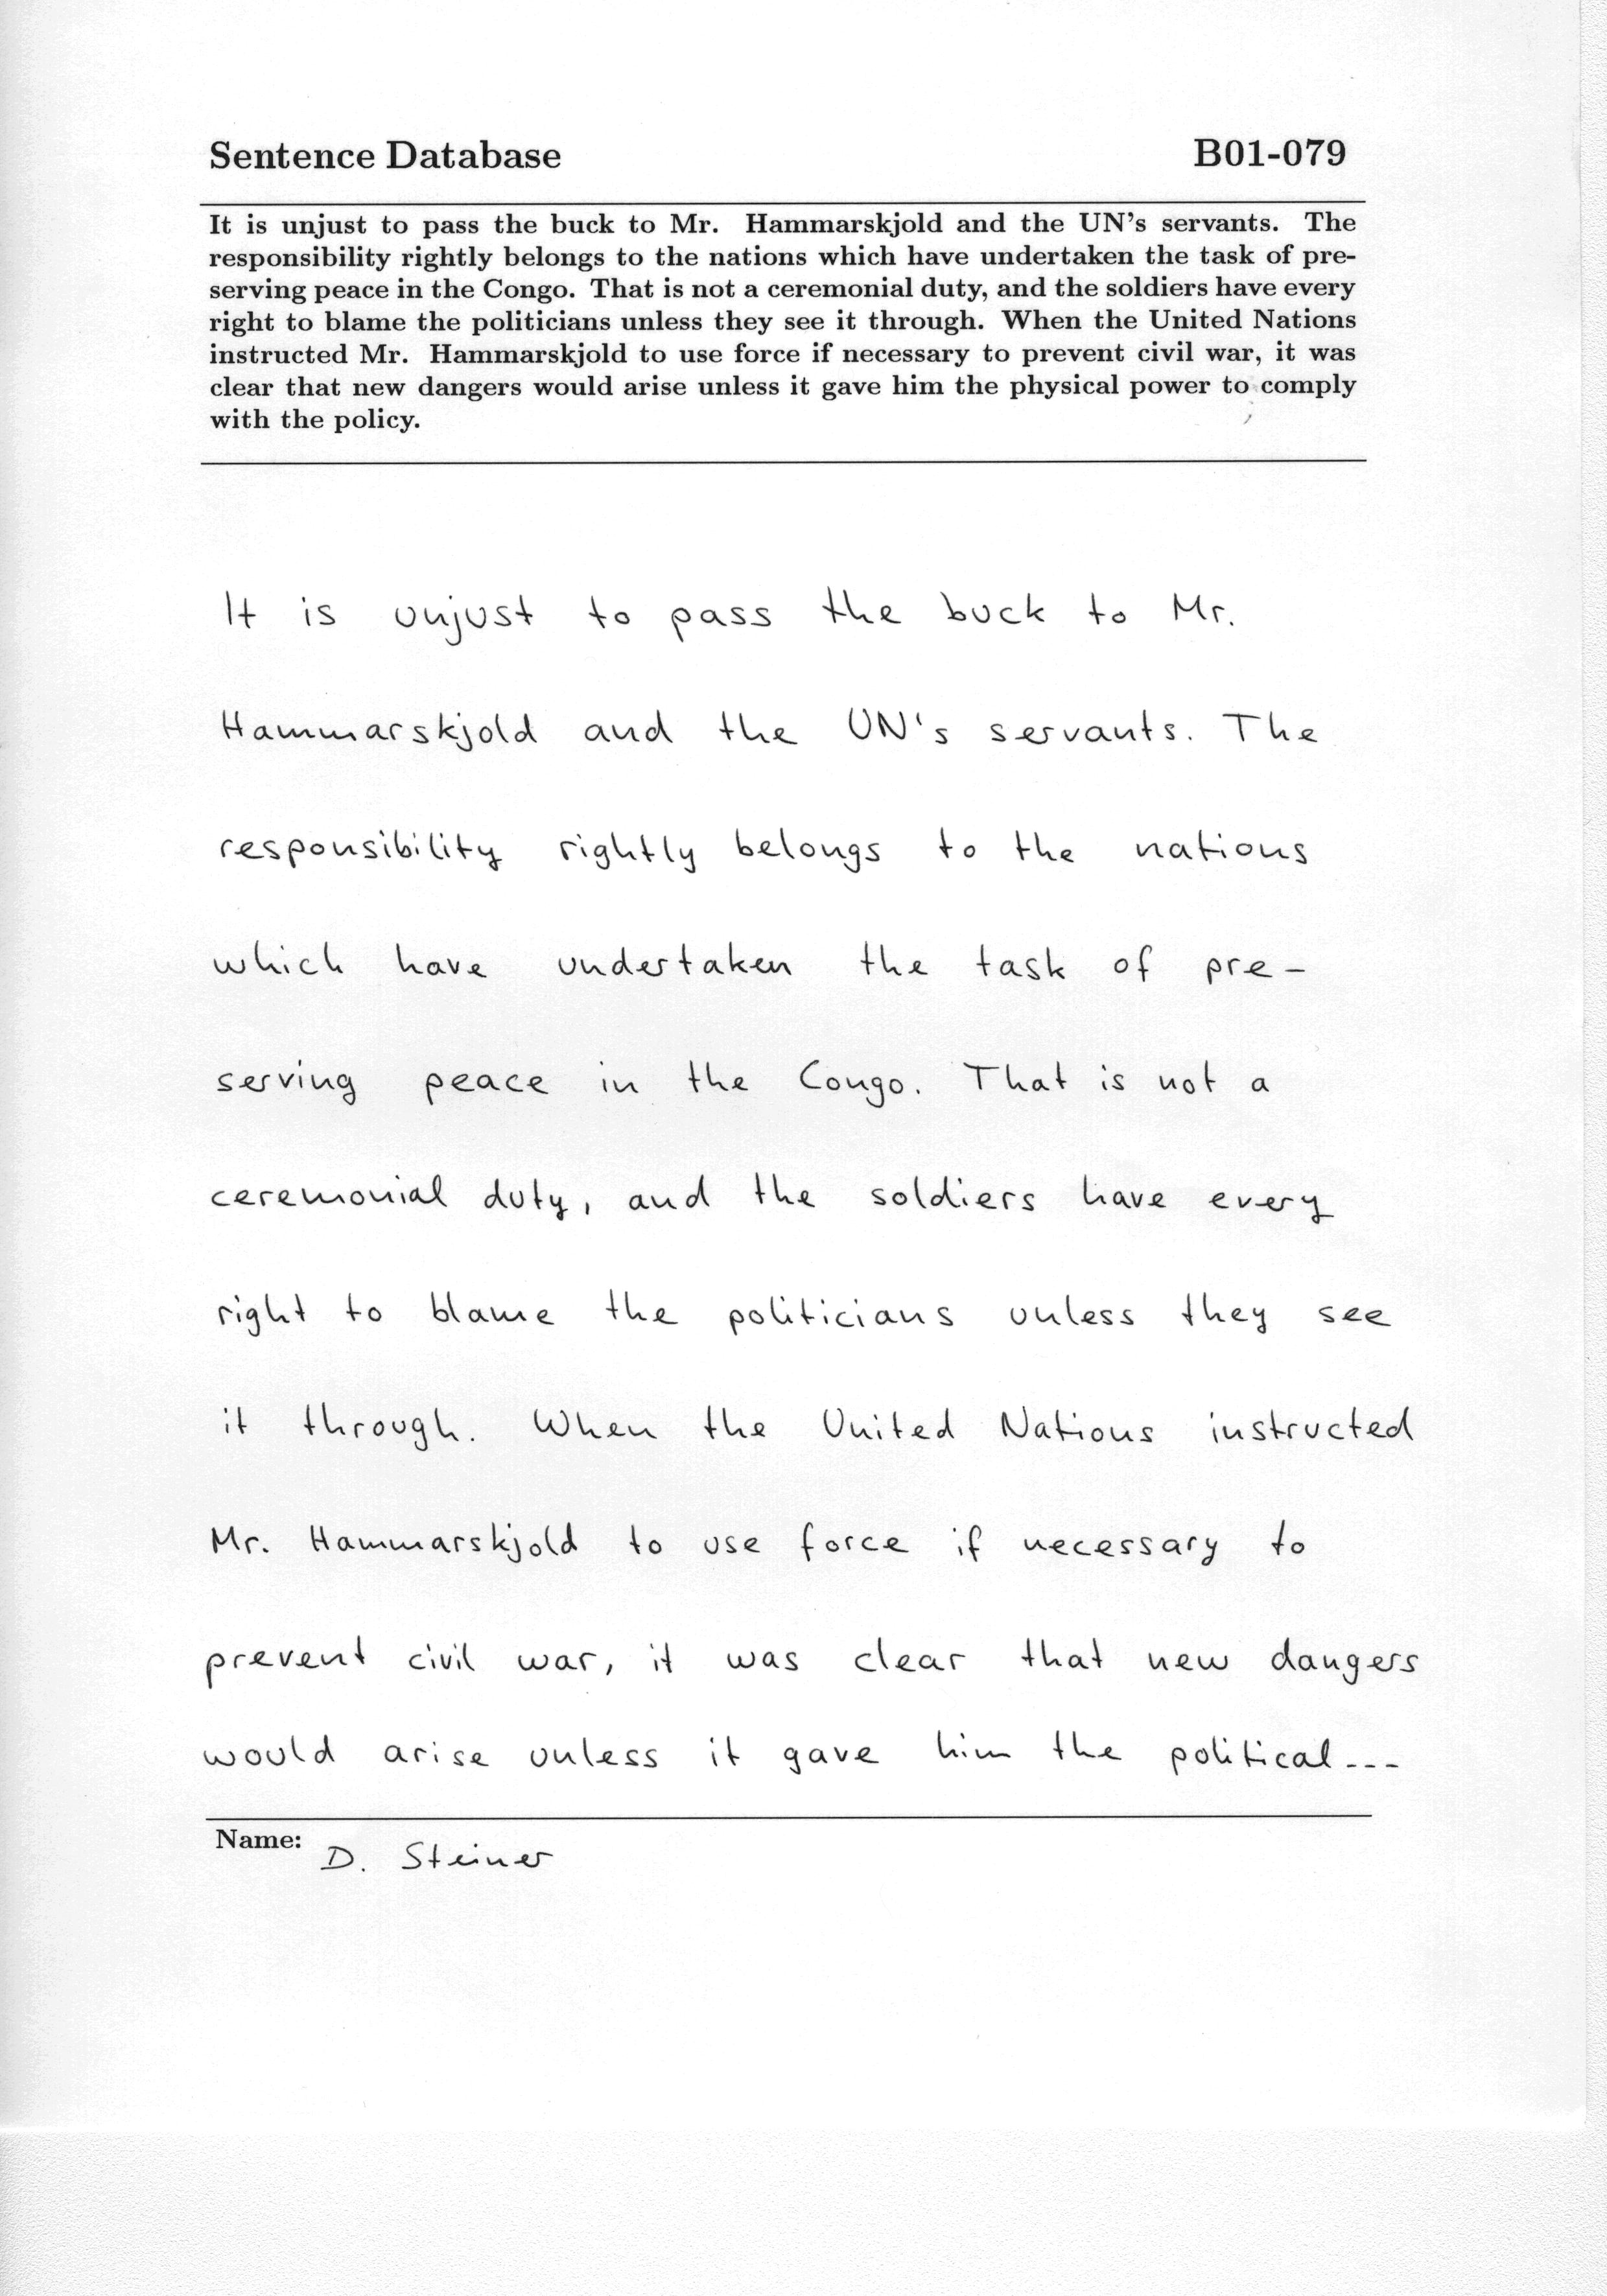 Sentence Database B01-079
It is unjust to pass the buck to Mr. Hammarskjold and the UN's servants. The
responsibility rightly belongs to the nations which have undertaken the task of pre-
serving peace in the Congo. That is not a ceremonial duty, and the soldiers have every
right to blame the politicians unless they see it through. When the United Nations
instructed Mr. Hammarskjold to use force if necessary to prevent civil war, it was
clear that new dangers would arise unless it gave him the physical power to comply
with the policy.
It is unjust to pass the buck to Mr.
Hammarskjold and the UN's servants. The
responsibility rightly belongs to the nations
which have undertaken the task of pre-
serving peace in the Congo. That is not a
ceremonial duty, and the soldiers have every
right to blame the politicians unless they see
it through. When the United Nations instructed
Mr. Hammarskjold to use force if necessary to
prevent civil war, it was clear that new dangers
would arise unless it gave him the political---
Name: D. Steiner